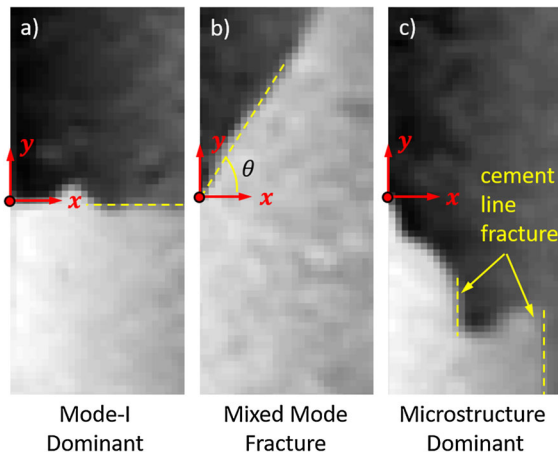 a)
y
x
b)
y
θ
x
c)
y
x
cement
line
fracture
Mode-I
Dominant
Mixed Mode
Fracture
Microstructure
Dominant